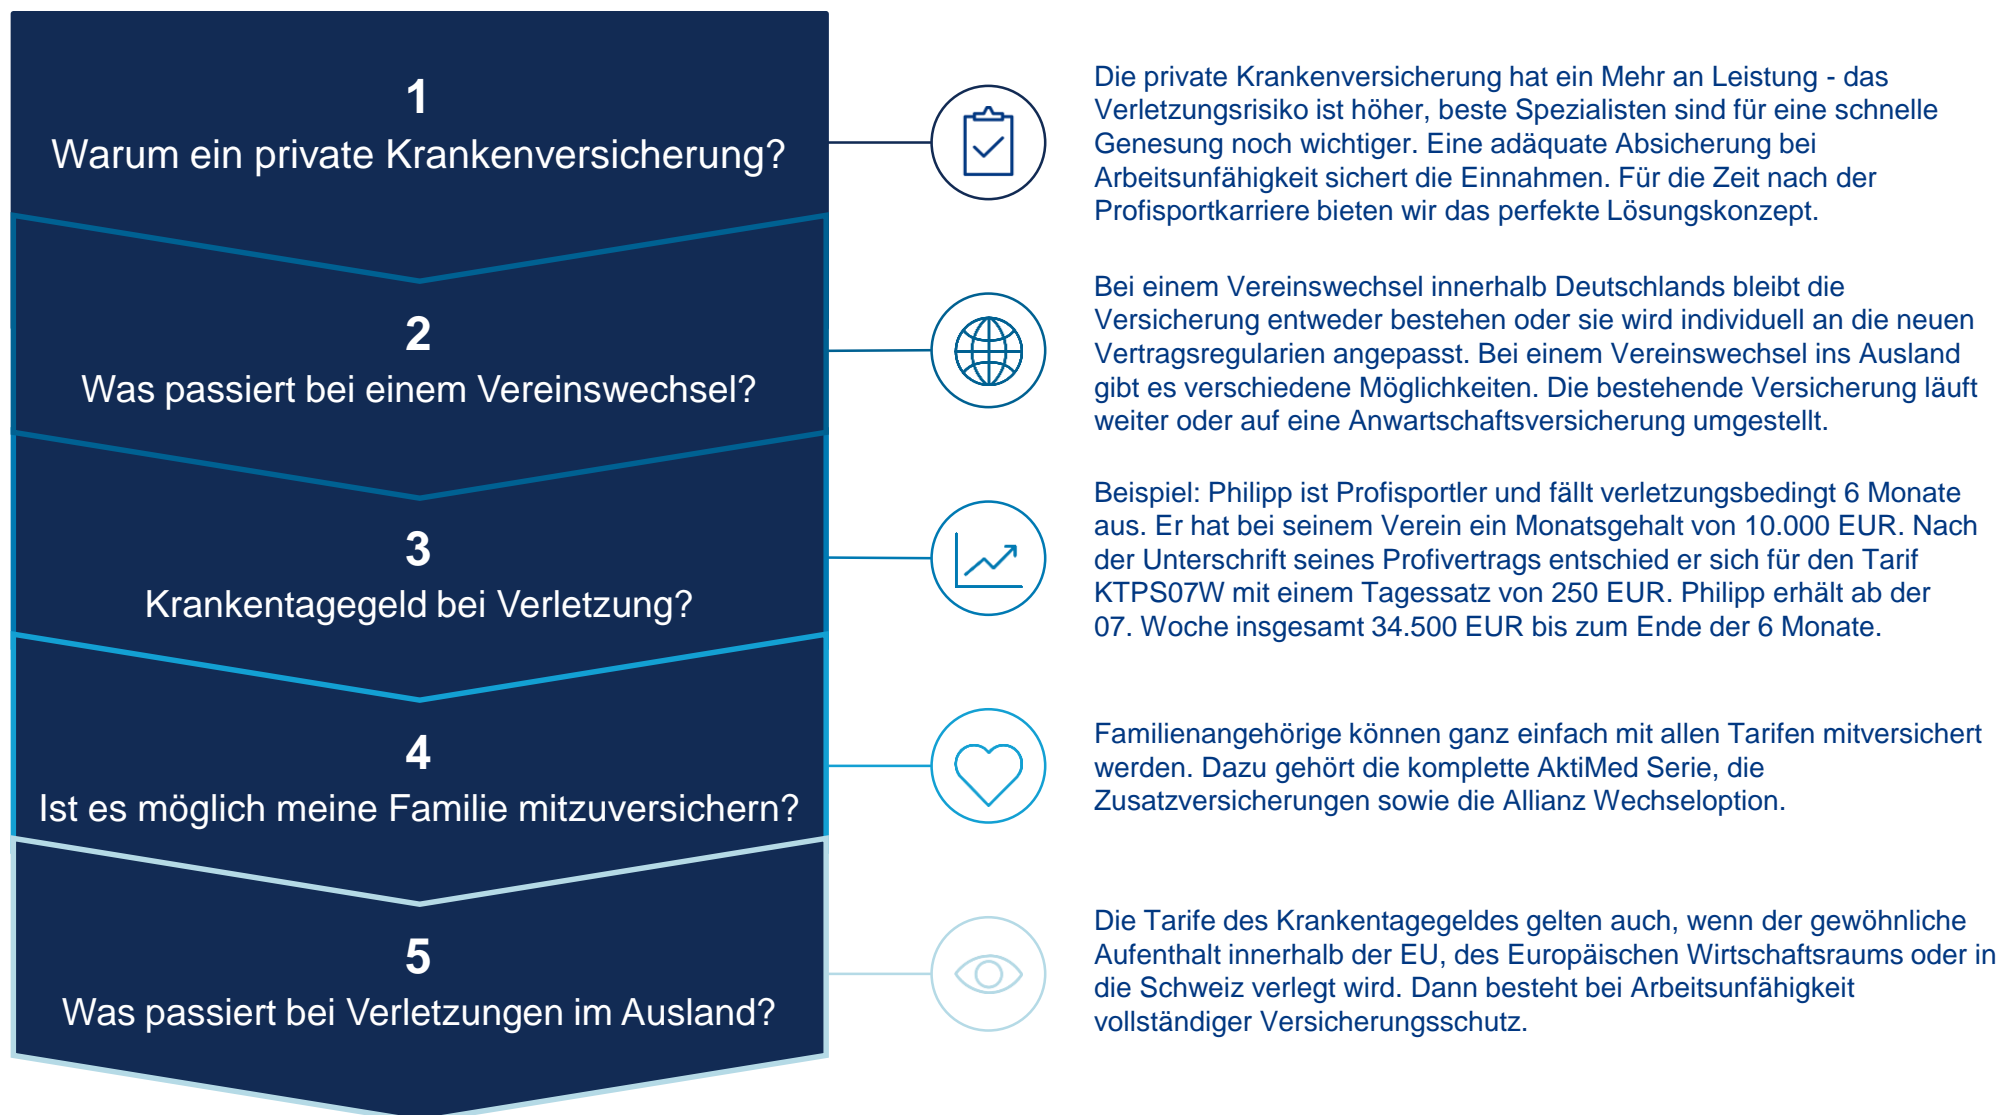 1
Warum ein private Krankenversicherung?
Die private Krankenversicherung hat ein Mehr an Leistung - das
Verletzungsrisiko ist höher, beste Spezialisten sind für eine schnelle
Genesung noch wichtiger. Eine adäquate Absicherung bei
Arbeitsunfähigkeit sichert die Einnahmen. Für die Zeit nach der
Profisportkarriere bieten wir das perfekte Lösungskonzept.
2
Was passiert bei einem Vereinswechsel?
Bei einem Vereinswechsel innerhalb Deutschlands bleibt die
Versicherung entweder bestehen oder sie wird individuell an die neuen
Vertragsregularien angepasst. Bei einem Vereinswechsel ins Ausland
gibt es verschiedene Möglichkeiten. Die bestehende Versicherung läuft
weiter oder auf eine Anwartschaftsversicherung umgestellt.
3
Krankentagegeld bei Verletzung?
Beispiel: Philipp ist Profisportler und fällt verletzungsbedingt 6 Monate
aus. Er hat bei seinem Verein ein Monatsgehalt von 10.000 EUR. Nach
der Unterschrift seines Profivertrags entschied er sich für den Tarif
KTPS07W mit einem Tagessatz von 250 EUR. Philipp erhält ab der
07. Woche insgesamt 34.500 EUR bis zum Ende der 6 Monate.
4
Ist es möglich meine Familie mitzuversichern?
Familienangehörige können ganz einfach mit allen Tarifen mitversichert
werden. Dazu gehört die komplette AktiMed Serie, die
Zusatzversicherungen sowie die Allianz Wechseloption.
5
Was passiert bei Verletzungen im Ausland?
Die Tarife des Krankentagegeldes gelten auch, wenn der gewöhnliche
Aufenthalt innerhalb der EU, des Europäischen Wirtschaftsraums oder in
die Schweiz verlegt wird. Dann besteht bei Arbeitsunfähigkeit
vollständiger Versicherungsschutz.